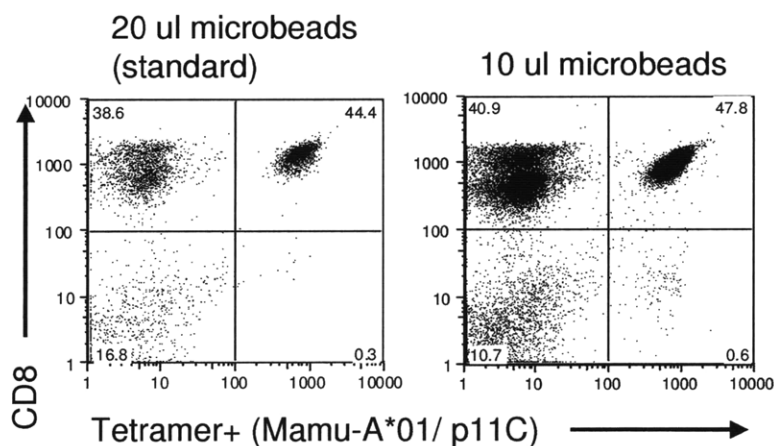 20 ul microbeads
(standard)
10 ul microbeads
10000
1000
100
10
1
38.6
44.4
16.8
0.3
1 10 100 1000 10000
10000
1000
100
10
1
40.9
47.8
10.7
0.6
1 10 100 1000 10000
CD8
Tetramer+ (Mamu-A*01/ p11C)